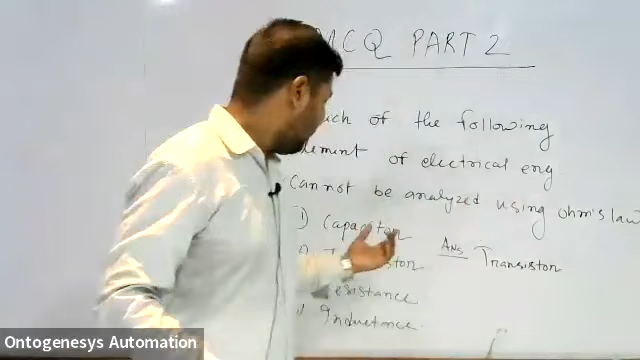 MCQ PART 2
of the following
of electrical eng
Cannot be analyzed using ohm's law
1) Capacitor
Ans Transistor
Inductance.
Ontogenesys Automation